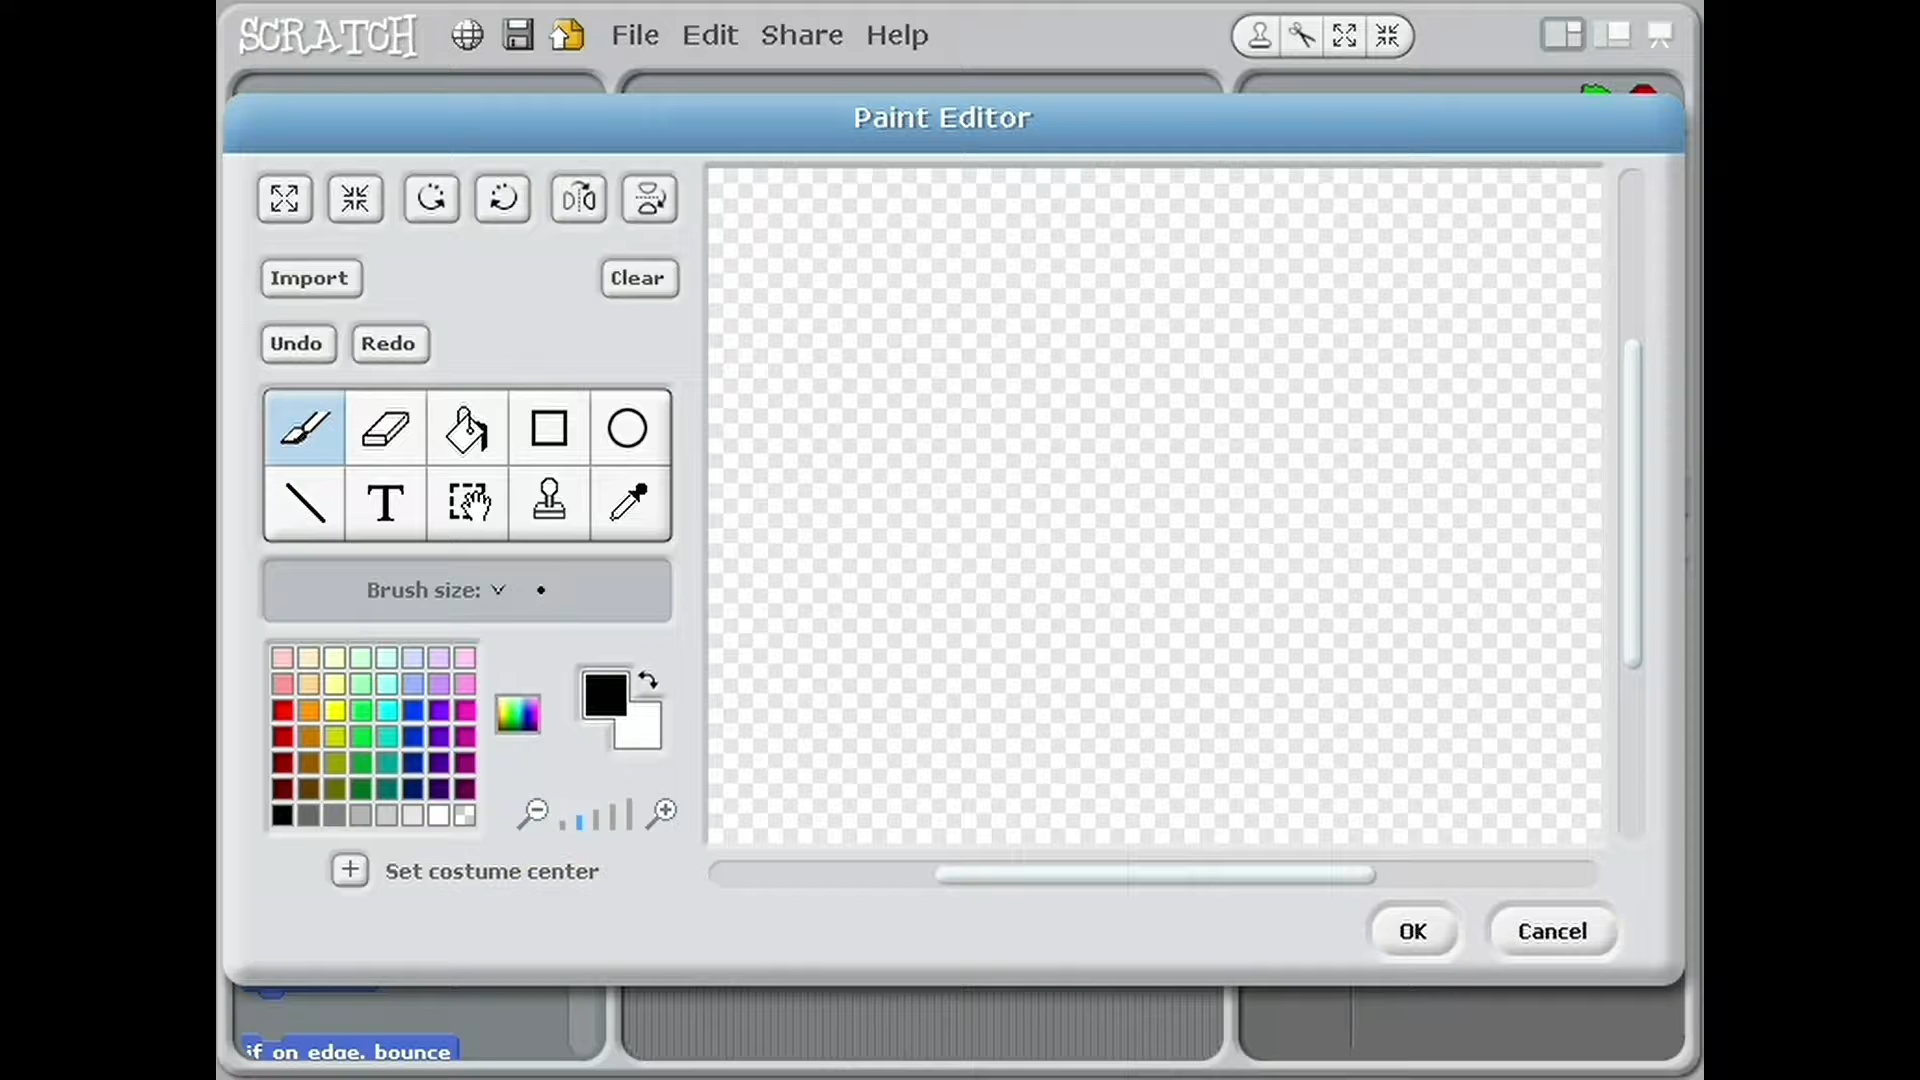 SCRATCH
File Edit Share Help
Paint Editor
Import
Clear
Undo Redo
T
Brush size:
Set costume center
OK Cancel
if on edge, bounce